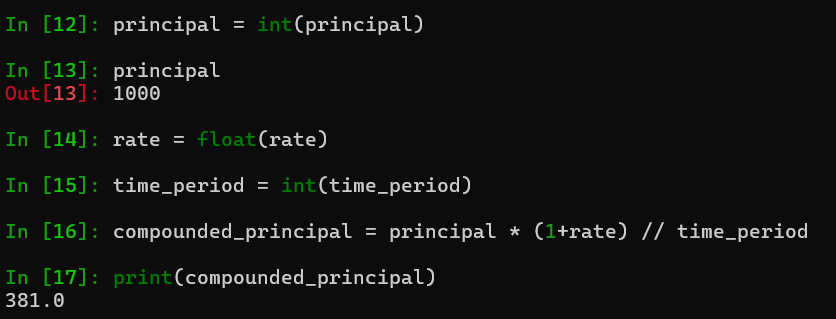 In [12]: principal = int(principal)
In [13]: principal
Out[13]: 1000
In [14]: rate = float(rate)
In [15]: time_period = int(time_period)
In [16]: compounded_principal = principal * (1+rate) // time_period
In [17]: print(compounded_principal)
381.0